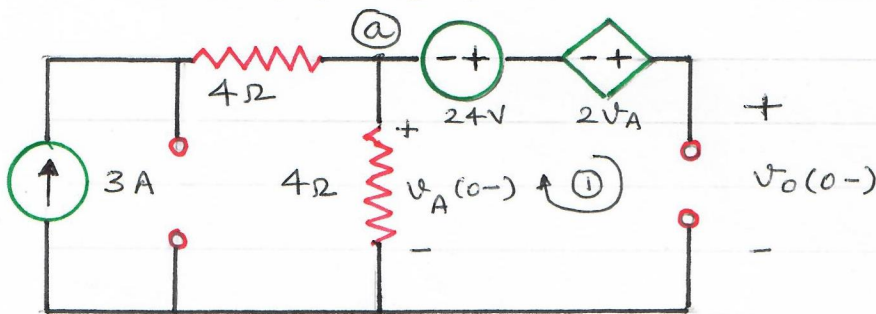 a
- +
- +
4Ω
24V
2VA
+
+
3A
4Ω
vA(0-)
1
vo(0-)
-
-